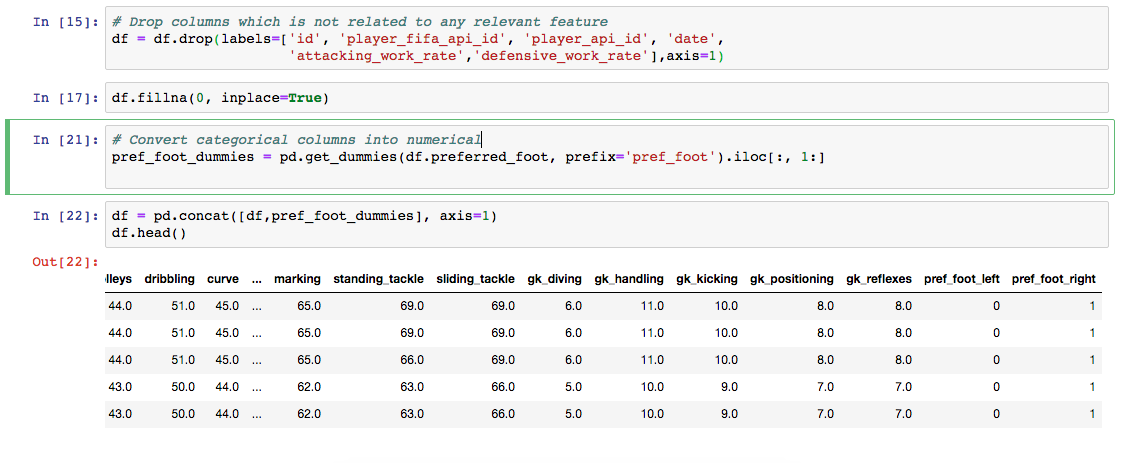 In [15]: # Drop columns which is not related to any relevant feature
df = df.drop(labels=['id', 'player_fifa_api_id', 'player_api_id', 'date',
'attacking_work_rate','defensive_work_rate'],axis=1)
In [17]: df.fillna(0, inplace=True)
In [21]: # Convert categorical columns into numerical
pref_foot_dummies = pd.get_dummies(df.preferred_foot, prefix='pref_foot').iloc[:, 1:]
In [22]: df = pd.concat([df,pref_foot_dummies], axis=1)
df.head()
Out[22]:
lleys dribbling curve ... marking standing_tackle sliding_tackle gk_diving gk_handling gk_kicking gk_positioning gk_reflexes pref_foot_left pref_foot_right
44.0 51.0 45.0 ... 65.0 69.0 69.0 6.0 11.0 10.0 8.0 8.0 0 1
44.0 51.0 45.0 ... 65.0 69.0 69.0 6.0 11.0 10.0 8.0 8.0 0 1
44.0 51.0 45.0 ... 65.0 66.0 69.0 6.0 11.0 10.0 8.0 8.0 0 1
43.0 50.0 44.0 ... 62.0 63.0 66.0 5.0 10.0 9.0 7.0 7.0 0 1
43.0 50.0 44.0 ... 62.0 63.0 66.0 5.0 10.0 9.0 7.0 7.0 0 1